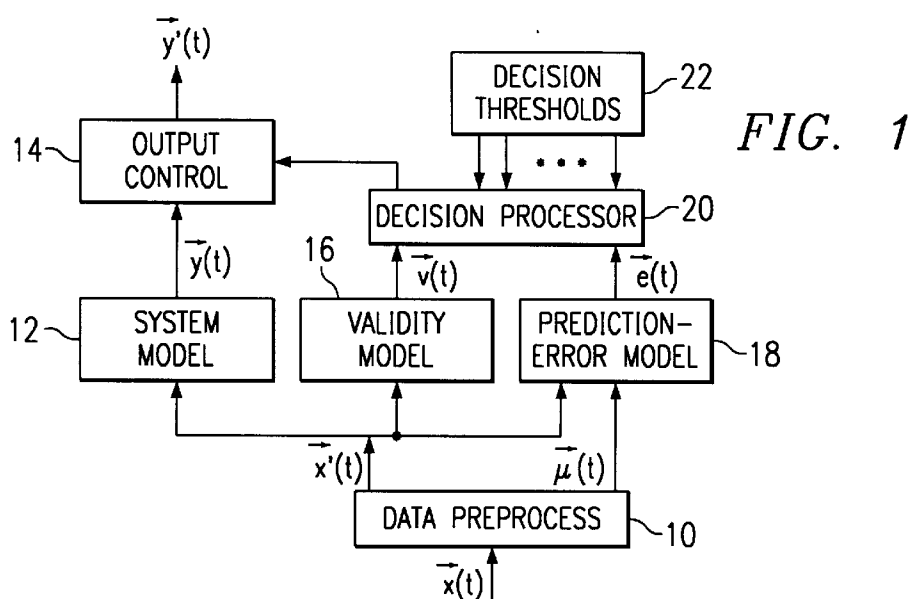 y'(t)
DECISION
THRESHOLDS
22
FIG. 1
14
OUTPUT
CONTROL
• • •
DECISION PROCESSOR
20
y(t)
16
v(t)
e(t)
12
SYSTEM
MODEL
VALIDITY
MODEL
PREDICTION–
ERROR MODEL
18
x'(t)
μ(t)
DATA PREPROCESS
10
x(t)